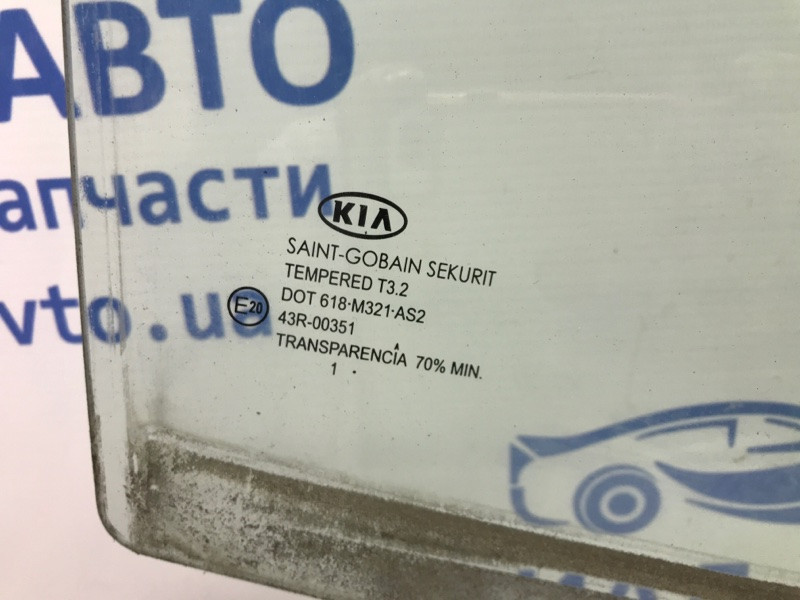 АВТО
апчасти
vto.ua
KIA
SAINT-GOBAIN SEKURIT
TEMPERED T3.2
DOT 618·M321·AS2
E20
43R-00351
TRANSPARENCÍA 70% MIN.
1 .